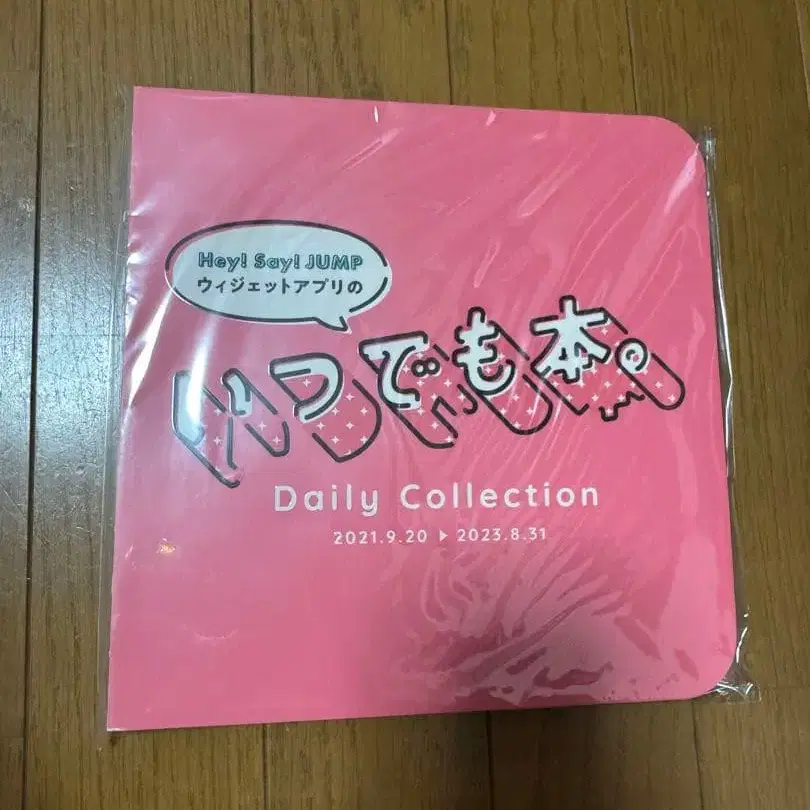 Hey! Say! JUMP
ウィジェットアプリの
いつでも本。
Daily Collection
2021.9.20 ▶ 2023.8.31